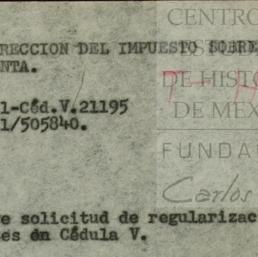 CENTRO
DE HISTO
DE MÉX
FUNDA
Carlos
RECCION DEL IMPUESTO SOBRE
NTA.
1-Céd.V.21195
1/505840.
e solicitud de regularizac
es en Cédula V.